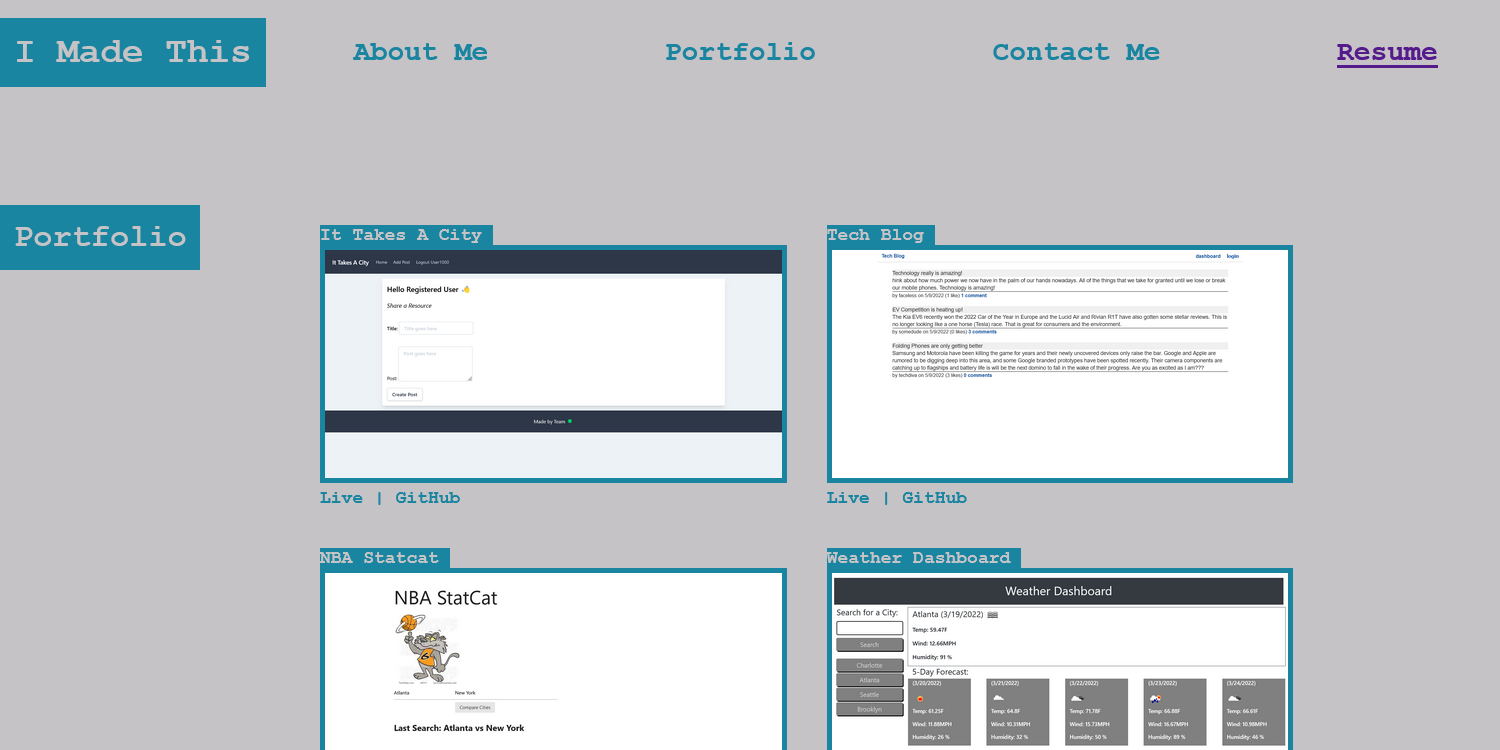 I Made This
About Me
Portfolio
Contact Me
Resume
Portfolio
It Takes A City
It Takes A City
Home
Add Post
Logout User1000
Hello Registered User 👋
Share a Resource
Title:
Title goes here
Post goes here
Post:
Create Post
Made by Team
Live | GitHub
Tech Blog
Tech Blog
dashboard
login
Technology really is amazing!
hink about how much power we now have in the palm of our hands nowadays. All of the things that we take for granted until we lose or break
our mobile phones. Technology is amazing!
by faceless on 5/9/2022 (1 likes) 1 comment
EV Competition is heating up!
The Kia EV6 recently won the 2022 Car of the Year in Europe and the Lucid Air and Rivian R1T have also gotten some stellar reviews. This is
no longer looking like a one horse (Tesla) race. That is great for consumers and the environment.
by somedude on 5/9/2022 (0 likes) 3 comments
Folding Phones are only getting better
Samsung and Motorola have been killing the game for years and their newly uncovered devices only raise the bar. Google and Apple are
rumored to be digging deep into this area, and some Google branded prototypes have been spotted recently. Their camera components are
catching up to flagships and battery life is will be the next domino to fall in the wake of their progress. Are you as excited as I am???
by techdiva on 5/9/2022 (3 likes) 0 comments
Live | GitHub
NBA Statcat
NBA StatCat
Atlanta
New York
Compare Cities
Last Search: Atlanta vs New York
Weather Dashboard
Weather Dashboard
Search for a City:
Search
Charlotte
Atlanta
Seattle
Brooklyn
Atlanta (3/19/2022)
Temp: 59.47F
Wind: 12.66MPH
Humidity: 91 %
5-Day Forecast:
(3/20/2022)
Temp: 61.25F
Wind: 11.88MPH
Humidity: 26 %
(3/21/2022)
Temp: 64.8F
Wind: 10.31MPH
Humidity: 32 %
(3/22/2022)
Temp: 71.78F
Wind: 15.73MPH
Humidity: 50 %
(3/23/2022)
Temp: 66.88F
Wind: 16.67MPH
Humidity: 89 %
(3/24/2022)
Temp: 66.61F
Wind: 10.98MPH
Humidity: 46 %